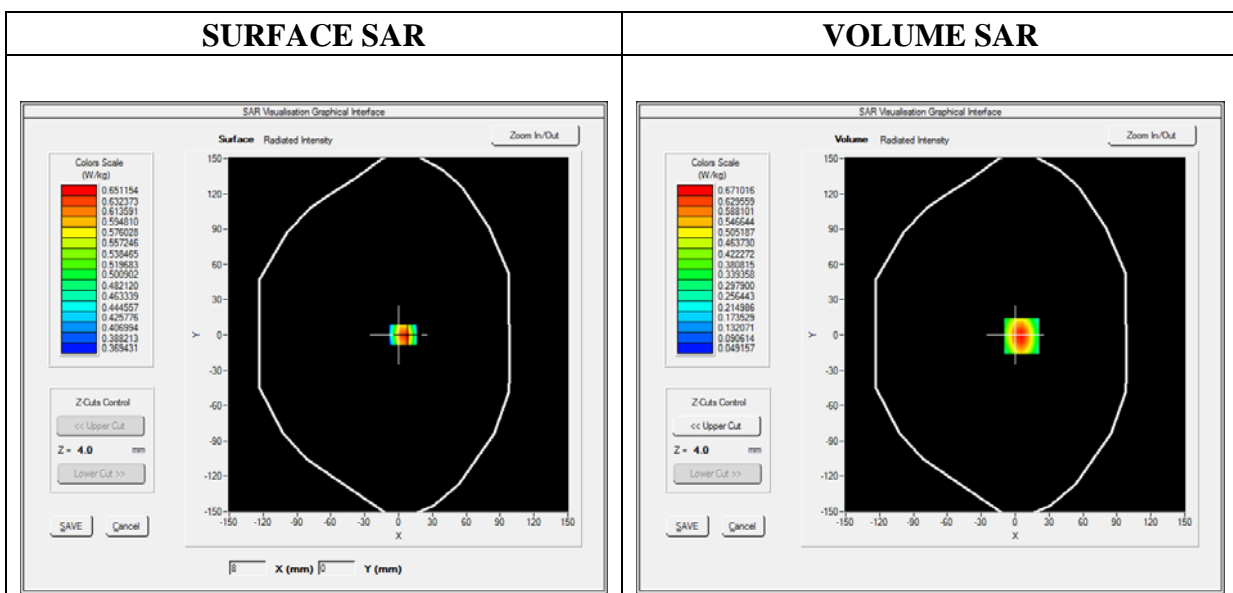 SURFACE SAR
SAR Visualisation Graphical Interface
Surface Radiated Intensity
Zoom In/Out
Colors Scale
(W/kg)
0.651154
0.632373
0.613591
0.594810
0.576028
0.557246
0.538465
0.519683
0.500902
0.482120
0.463339
0.444557
0.425776
0.406994
0.388213
0.369431
Z-Cuts Control
<< Upper Cut
Z = 4.0 mm
Lower Cut >>
SAVE Cancel
150
120
90
60
30
0
-30
-60
-90
-120
-150
Y
-150 -120 -90 -60 -30 0 30 60 90 120 150
X
8 X (mm) 0 Y (mm)
VOLUME SAR
SAR Visualisation Graphical Interface
Volume Radiated Intensity
Zoom In/Out
Colors Scale
(W/kg)
0.671016
0.629559
0.588101
0.546644
0.505187
0.463730
0.422272
0.380815
0.339358
0.297900
0.256443
0.214986
0.173529
0.132071
0.090614
0.049157
Z-Cuts Control
<< Upper Cut
Z = 4.0 mm
Lower Cut >>
SAVE Cancel
150
120
90
60
30
0
-30
-60
-90
-120
-150
Y
-150 -120 -90 -60 -30 0 30 60 90 120 150
X